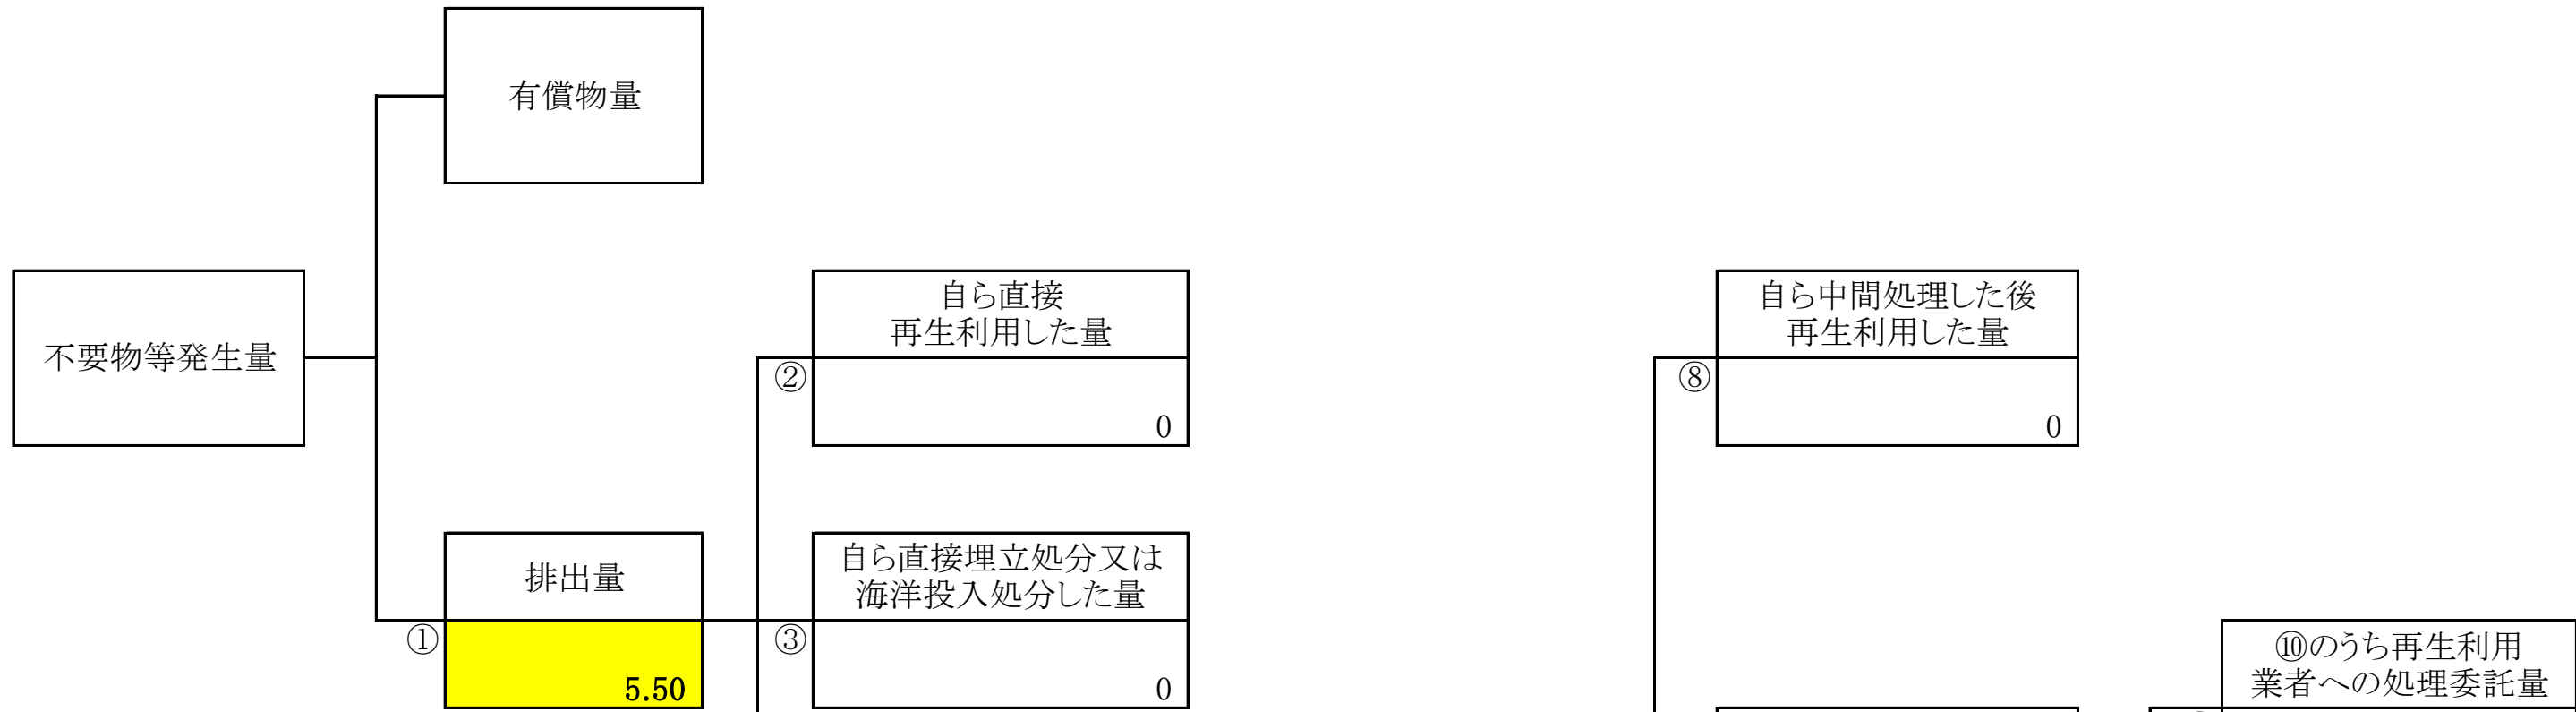 有償物量
不要物等発生量
自ら直接
再生利用した量
②
0
自ら中間処理した後
再生利用した量
⑧
0
排出量
①
5.50
自ら直接埋立処分又は
海洋投入処分した量
③
0
⑩のうち再生利用
業者への処理委託量